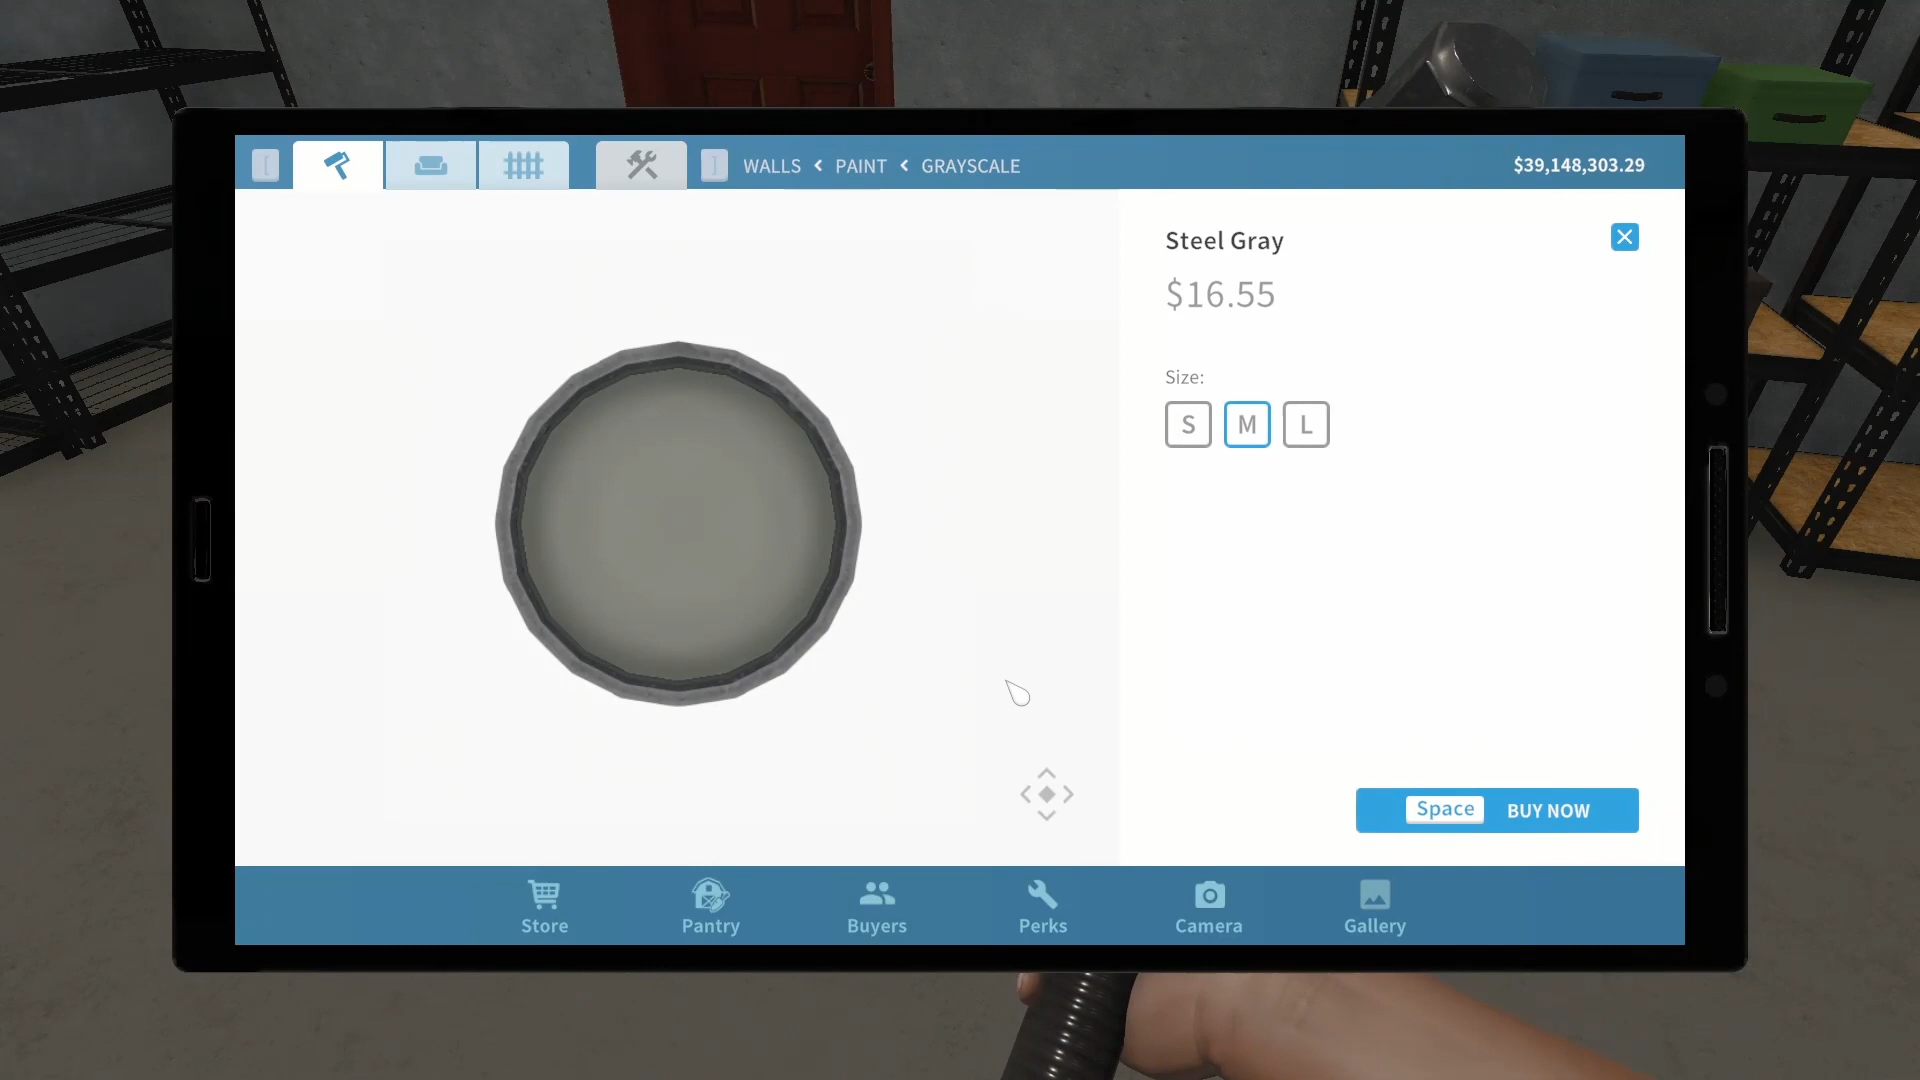 [ ] WALLS < PAINT < GRAYSCALE $39,148,303.29
Steel Gray
$16.55
Size:
S M L
Space BUY NOW
Store Pantry Buyers Perks Camera Gallery